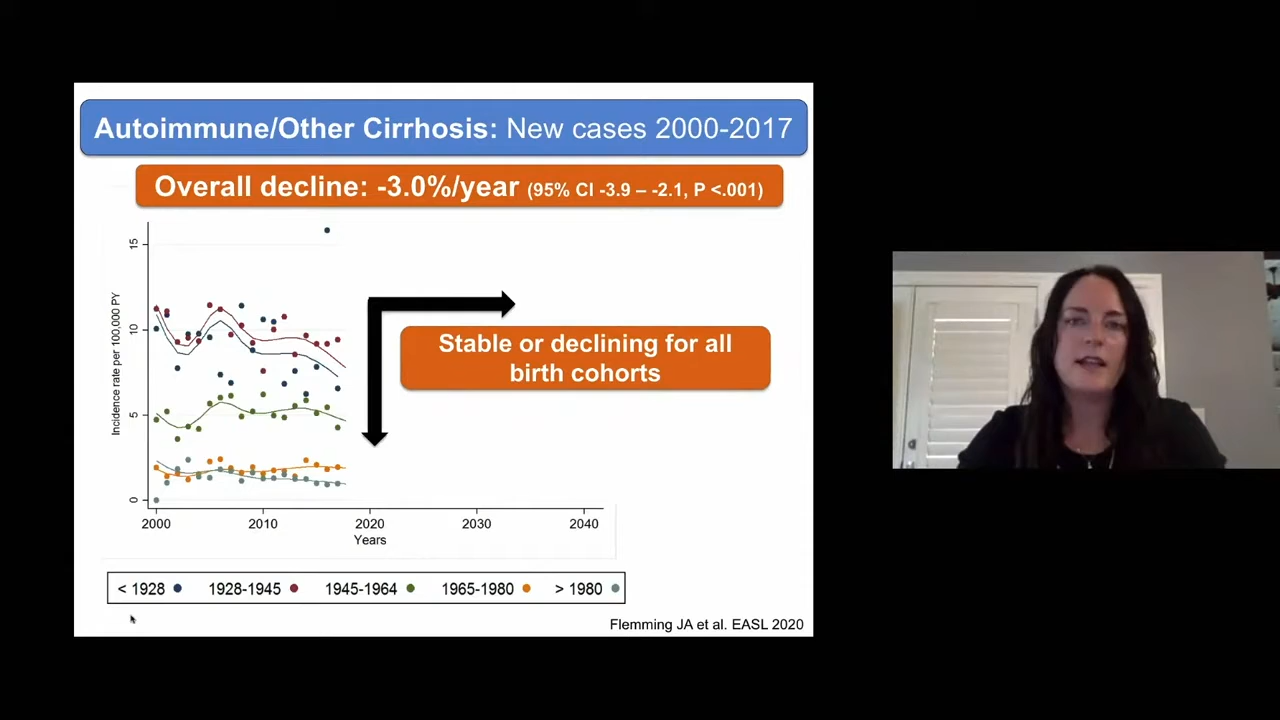 Autoimmune/Other Cirrhosis: New cases 2000-2017
Overall decline: -3.0%/year (95% CI -3.9 – -2.1, P <.001)
15
10
5
0
Incidence rate per 100,000 PY
Stable or declining for all
birth cohorts
2000 2010 2020 2030 2040
Years
< 1928 1928-1945 1945-1964 1965-1980 > 1980
Flemming JA et al. EASL 2020